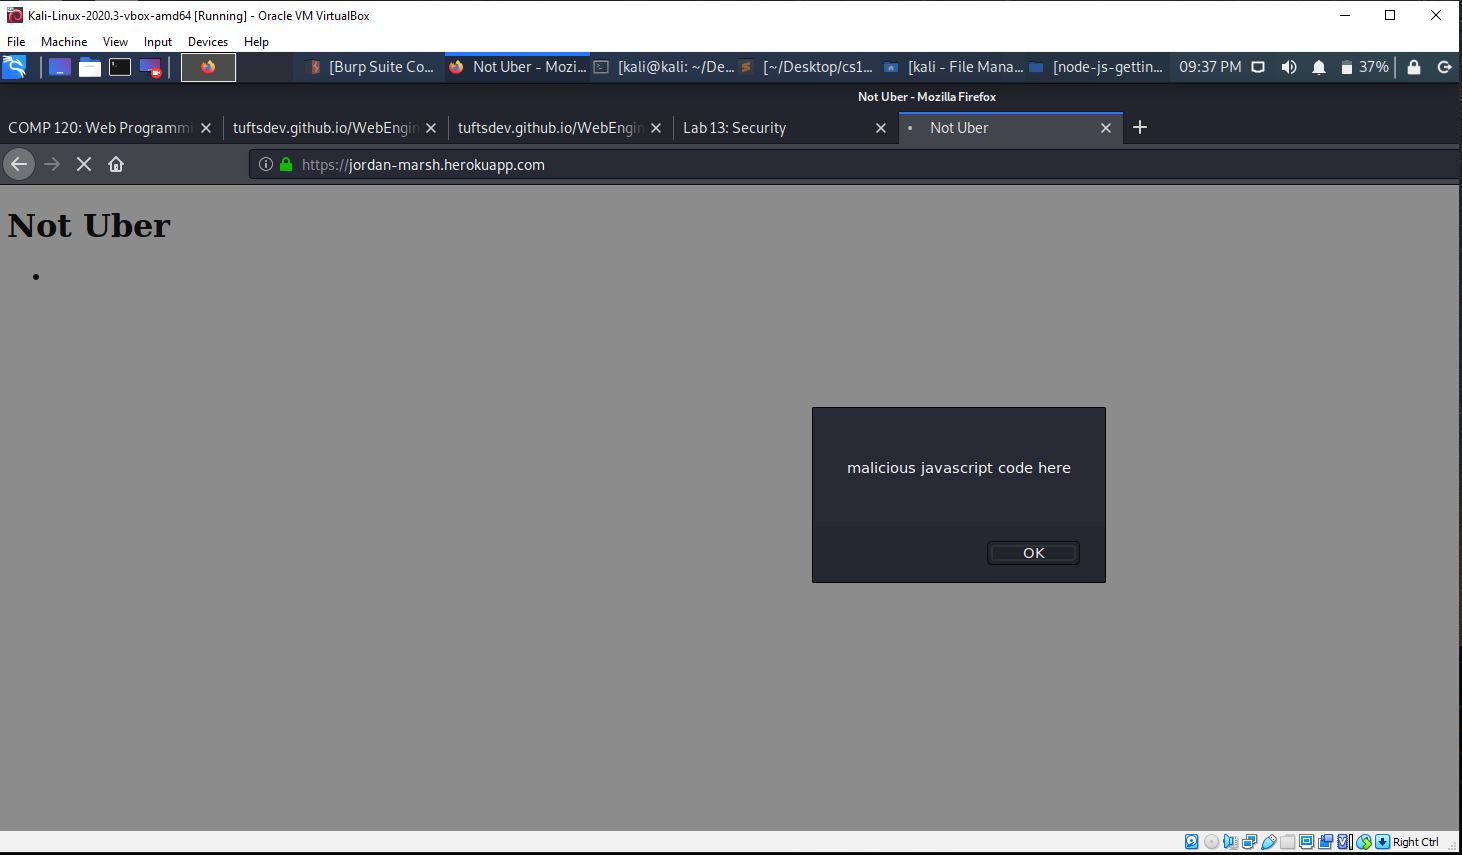 Kali-Linux-2020.3-vbox-amd64 [Running] - Oracle VM VirtualBox
File Machine View Input Devices Help
[Burp Suite Co... Not Uber - Mozi... [kali@kali: ~/De... [~/Desktop/cs1... [kali - File Mana... [node-js-gettin... 09:37 PM 37%
Not Uber - Mozilla Firefox
COMP 120: Web Programmi tuftsdev.github.io/WebEngin tuftsdev.github.io/WebEngin Lab 13: Security Not Uber
https://jordan-marsh.herokuapp.com
Not Uber
malicious javascript code here
OK
Right Ctrl